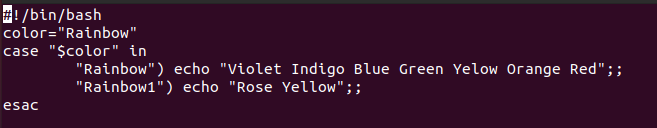 #!/bin/bash
color="Rainbow"
case "$color" in
        "Rainbow") echo "Violet Indigo Blue Green Yelow Orange Red";;
        "Rainbow1") echo "Rose Yellow";;
esac